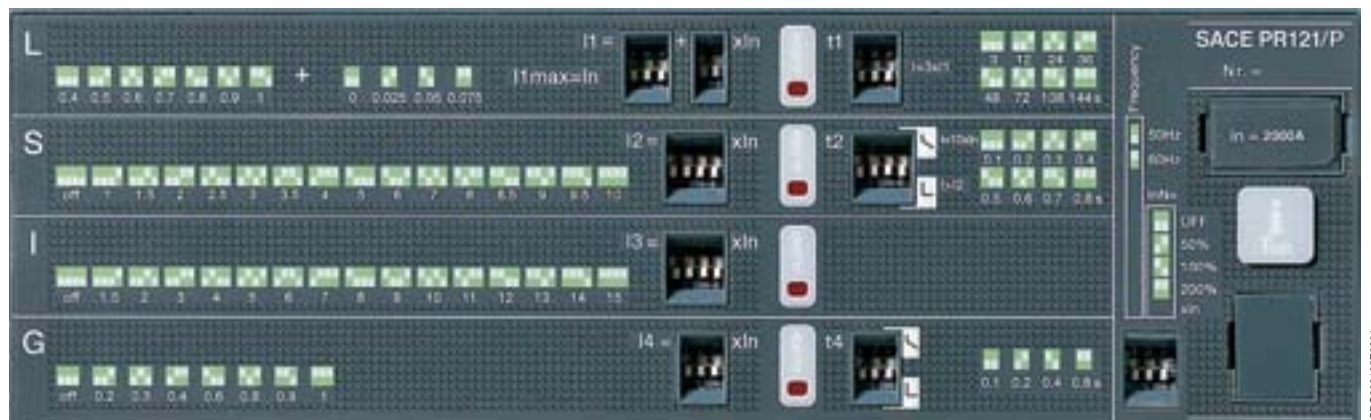 L
I1 =
+
xIn
t1
I1max=In
0.4 0.5 0.6 0.7 0.8 0.9 1
+
0 0.025 0.05 0.075
3 12 24 36
48 72 108 144 s
S
I2=
xIn
t2
0.1 0.2 0.3 0.4
0.5 0.6 0.7 0.8 s
off 1.5 2 2.5 3 3.5 4 5 6 7 8 8.5 9 9.5 10
I
I3 =
xIn
off 1.5 2 3 4 5 6 7 8 9 10 11 12 13 14 15
G
I4 =
xIn
t4
off 0.2 0.3 0.4 0.6 0.8 0.9 1
0.1 0.2 0.4 0.8 s
Frequency
50Hz
60Hz
InN=
OFF
50%
100%
200%
xIn
SACE PR121/P
Nr. =
In = 2000A
Test